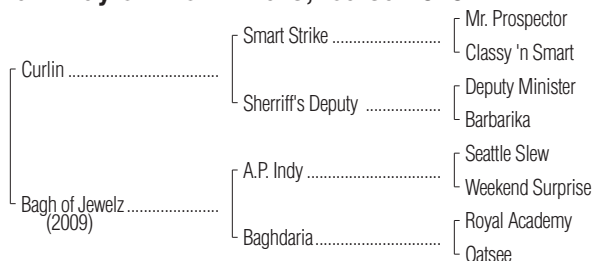 Mr. Prospector
Smart Strike ....................
Classy 'n Smart
Curlin ......................................
Deputy Minister
Sherriff's Deputy ...................
Barbarika
Seattle Slew
A.P. Indy ..................................
Weekend Surprise
Bagh of Jewelz .......................
(2009)
Royal Academy
Baghdaria ................................
Oatsee